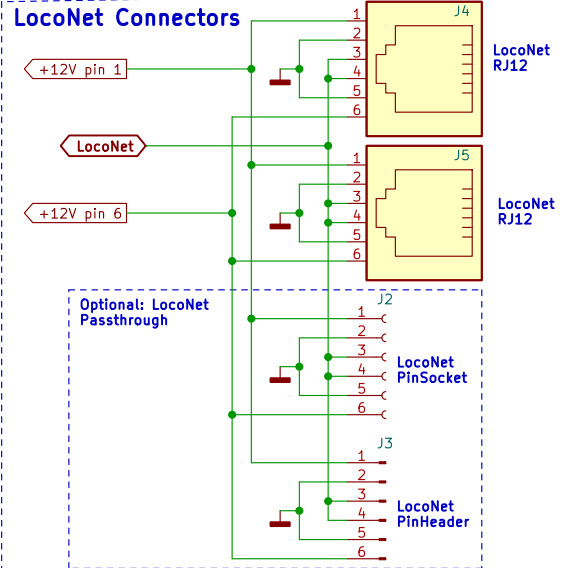 LocoNet Connectors
J4
1
2
3
4
5
6
LocoNet
RJ12
+12V pin 1
LocoNet
J5
1
2
3
4
5
6
LocoNet
RJ12
+12V pin 6
Optional: LocoNet
Passthrough
J2
1
2
3
4
5
6
LocoNet
PinSocket
J3
1
2
3
4
5
6
LocoNet
PinHeader